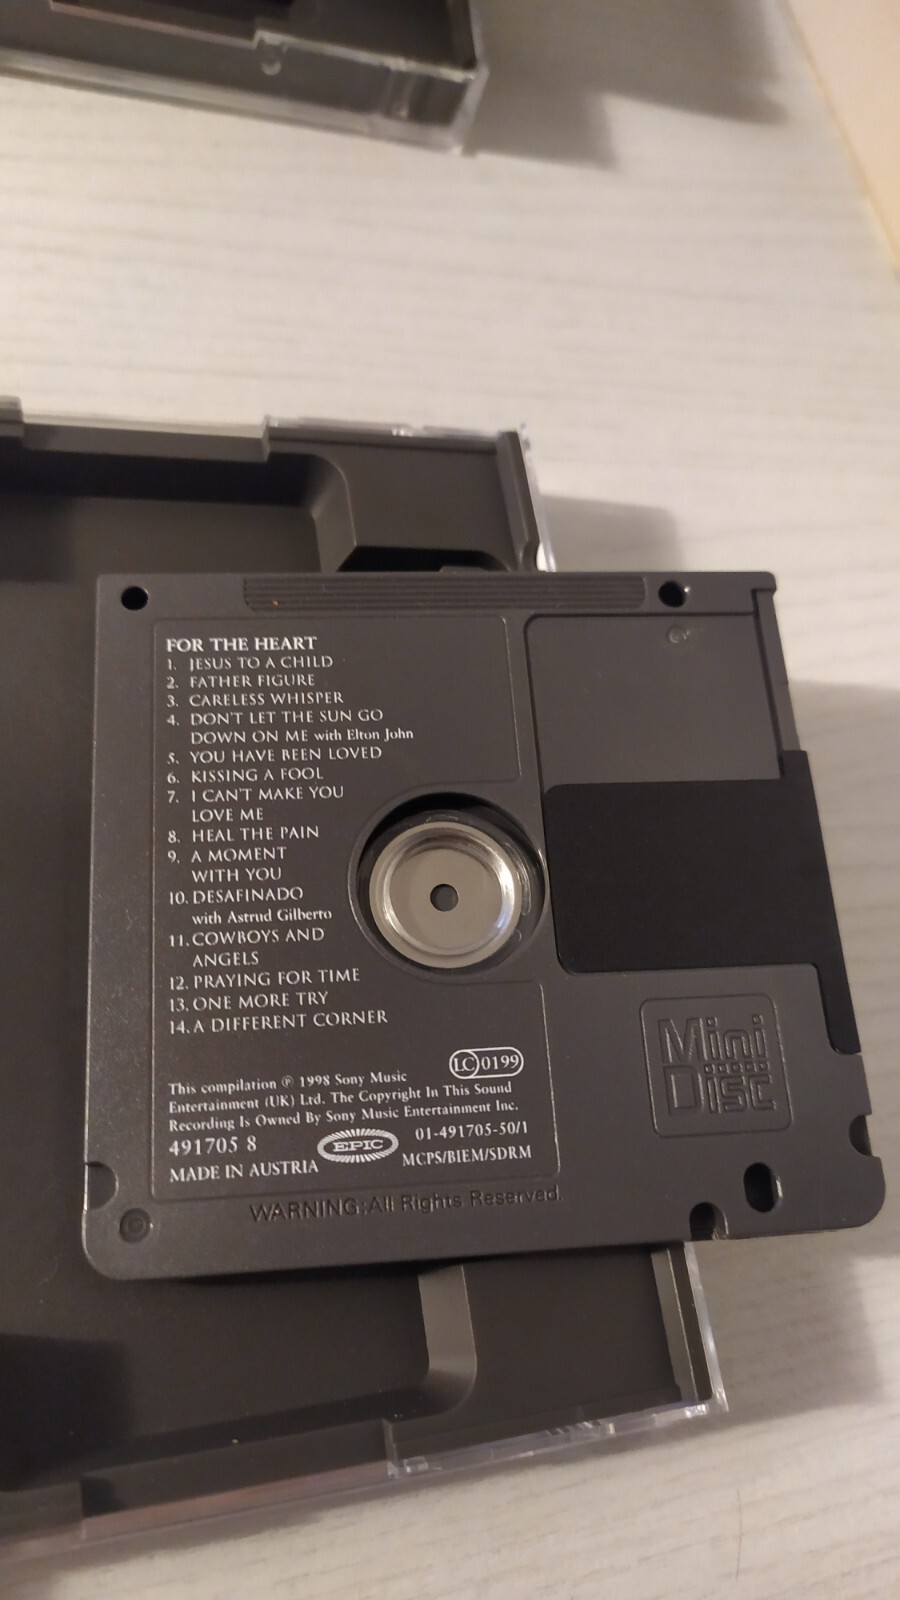 FOR THE HEART
1. JESUS TO A CHILD
2. FATHER FIGURE
3. CARELESS WHISPER
4. DON'T LET THE SUN GO
DOWN ON ME with Elton John
5. YOU HAVE BEEN LOVED
6. KISSING A FOOL
7. I CAN'T MAKE YOU
LOVE ME
8. HEAL THE PAIN
9. A MOMENT
WITH YOU
10. DESAFINADO
with Astrud Gilberto
11. COWBOYS AND
ANGELS
12. PRAYING FOR TIME
13. ONE MORE TRY
14. A DIFFERENT CORNER
LC 0199
This compilation ℗ 1998 Sony Music
Entertainment (UK) Ltd. The Copyright In This Sound
Recording Is Owned By Sony Music Entertainment Inc.
491705 8
EPIC
01-491705-50/1
MADE IN AUSTRIA
MCPS/BIEM/SDRM
WARNING:All Rights Reserved.
Mini
Disc